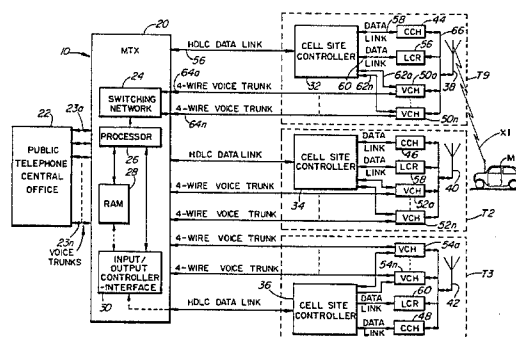 10
20
MTX
HDLC DATA LINK
56
24
SWITCHING NETWORK
64a
4-WIRE VOICE TRUNK
64n
4-WIRE VOICE TRUNK
22
23a
PUBLIC TELEPHONE CENTRAL OFFICE
PROCESSOR
26
28
RAM
23n
VOICE TRUNKS
INPUT/OUTPUT CONTROLLER-INTERFACE
30
HDLC DATA LINK
4-WIRE VOICE TRUNK
4-WIRE VOICE TRUNK
4-WIRE VOICE TRUNK
4-WIRE VOICE TRUNK
HDLC DATA LINK
CELL SITE CONTROLLER
32
DATA LINK
58
CCH
44
66
DATA LINK
60
LCR
56
62a
50a
VCH
62n
VCH
50n
38
T9
X1
M
CELL SITE CONTROLLER
34
DATA LINK
CCH
46
LCR
58
VCH
52a
VCH
52n
40
T2
VCH
54a
54n
VCH
36
CELL SITE CONTROLLER
DATA LINK
LCR
60
DATA LINK
CCH
48
42
T3